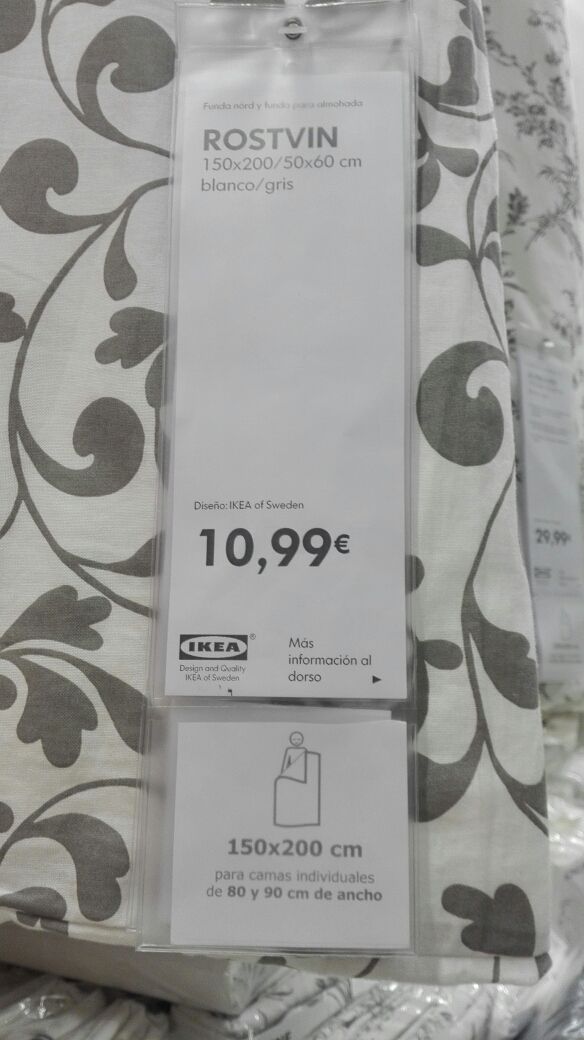 Funda nórd y funda para almohada
ROSTVIN
150x200/50x60 cm
blanco/gris
Diseño: IKEA of Sweden
10,99€
IKEA®
Design and Quality
IKEA of Sweden
Más
información al
dorso
150x200 cm
para camas individuales
de 80 y 90 cm de ancho
29,99€